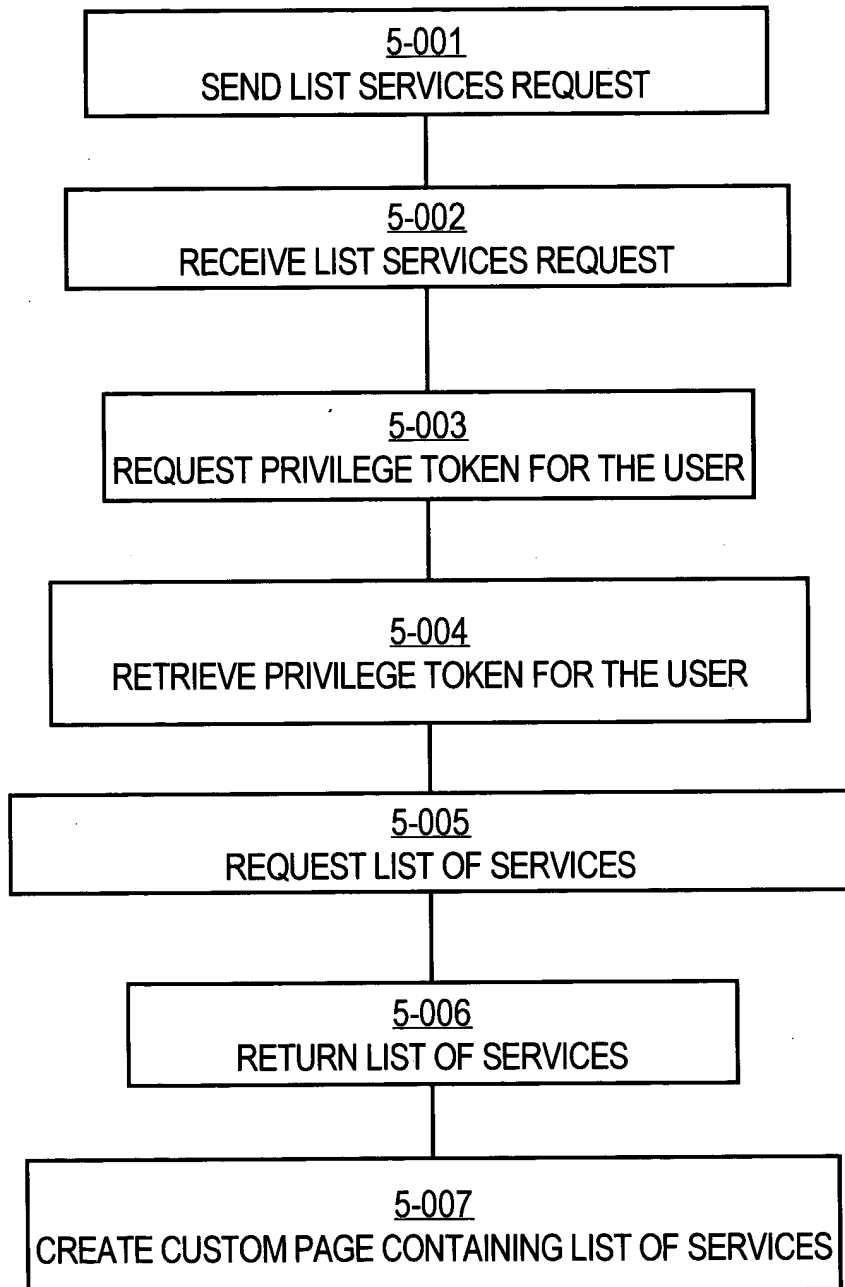 5-001
SEND LIST SERVICES REQUEST
5-002
RECEIVE LIST SERVICES REQUEST
5-003
REQUEST PRIVILEGE TOKEN FOR THE USER
5-004
RETRIEVE PRIVILEGE TOKEN FOR THE USER
5-005
REQUEST LIST OF SERVICES
5-006
RETURN LIST OF SERVICES
5-007
CREATE CUSTOM PAGE CONTAINING LIST OF SERVICES